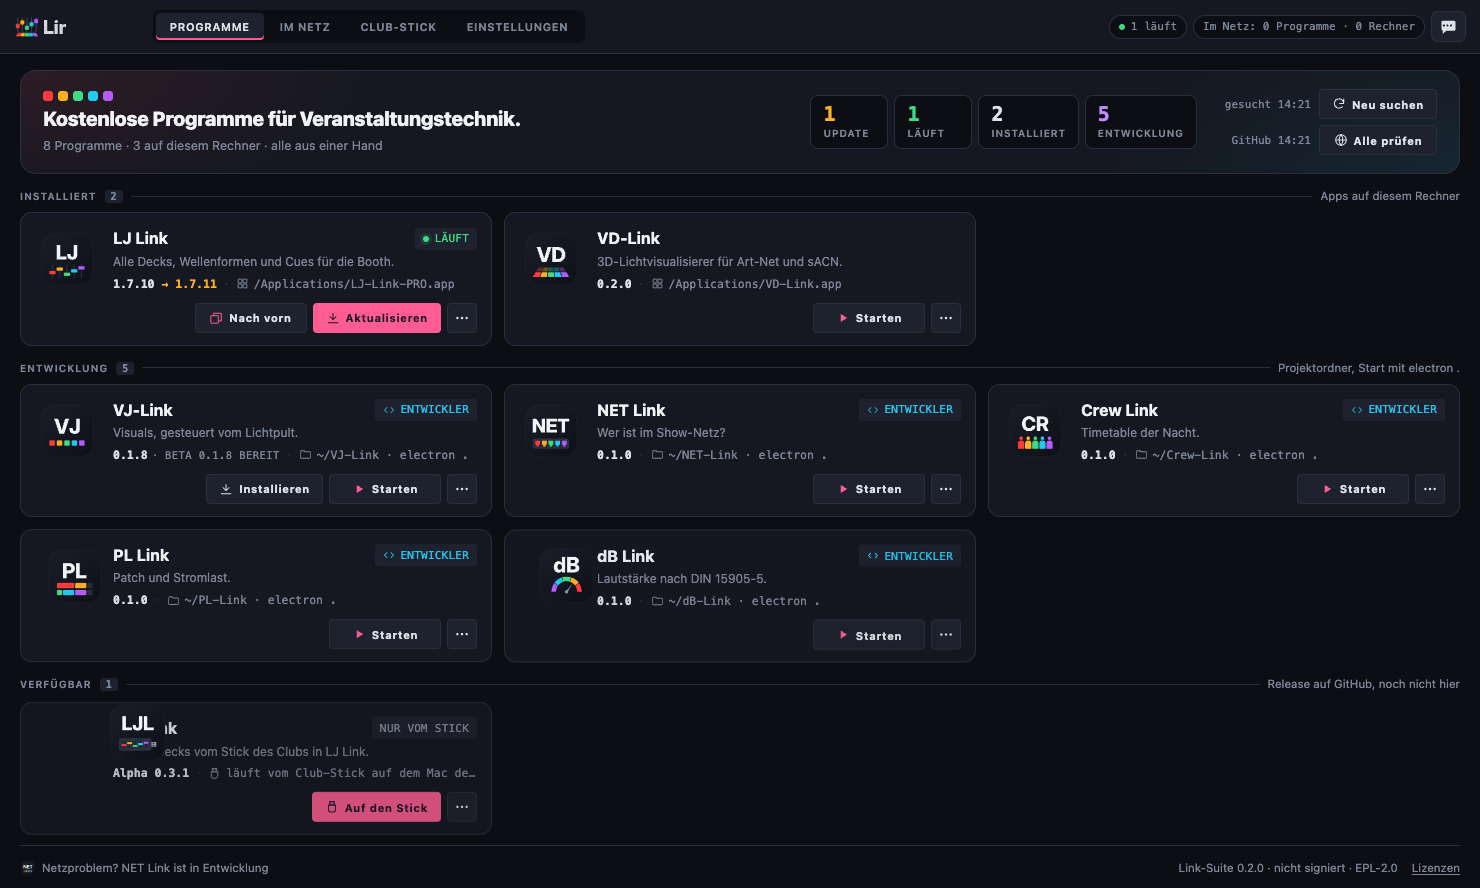 Lir
PROGRAMME
IM NETZ
CLUB-STICK
EINSTELLUNGEN
1 läuft
Im Netz: 0 Programme · 0 Rechner
Kostenlose Programme für Veranstaltungstechnik.
8 Programme · 3 auf diesem Rechner · alle aus einer Hand
1 UPDATE
1 LÄUFT
2 INSTALLIERT
5 ENTWICKLUNG
gesucht 14:21
Neu suchen
GitHub 14:21
Alle prüfen
INSTALLIERT 2
Apps auf diesem Rechner
LJ
LJ Link
LÄUFT
Alle Decks, Wellenformen und Cues für die Booth.
1.7.10 → 1.7.11 · /Applications/LJ-Link-PRO.app
Nach vorn
Aktualisieren
VD
VD-Link
3D-Lichtvisualisierer für Art-Net und sACN.
0.2.0 · /Applications/VD-Link.app
Starten
ENTWICKLUNG 5
Projektordner, Start mit electron .
VJ
VJ-Link
ENTWICKLER
Visuals, gesteuert vom Lichtpult.
0.1.8 · BETA 0.1.8 BEREIT · ~/VJ-Link · electron .
Installieren
Starten
NET
NET Link
ENTWICKLER
Wer ist im Show-Netz?
0.1.0 · ~/NET-Link · electron .
Starten
CR
Crew Link
ENTWICKLER
Timetable der Nacht.
0.1.0 · ~/Crew-Link · electron .
Starten
PL
PL Link
ENTWICKLER
Patch und Stromlast.
0.1.0 · ~/PL-Link · electron .
Starten
dB
dB Link
ENTWICKLER
Lautstärke nach DIN 15905-5.
0.1.0 · ~/dB-Link · electron .
Starten
VERFÜGBAR 1
Release auf GitHub, noch nicht hier
LJL
nk
NUR VOM STICK
ecks vom Stick des Clubs in LJ Link.
Alpha 0.3.1 · läuft vom Club-Stick auf dem Mac de…
Auf den Stick
Netzproblem? NET Link ist in Entwicklung
Link-Suite 0.2.0 · nicht signiert · EPL-2.0
Lizenzen